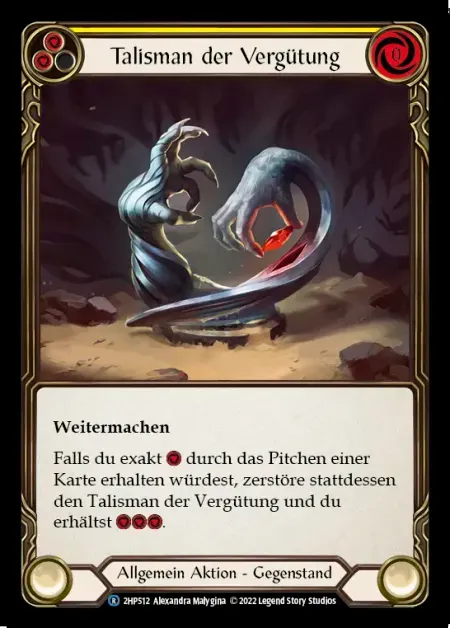 Talisman der Vergütung
0
Weitermachen
Falls du exakt durch das Pitchen einer
Karte erhalten würdest, zerstöre stattdessen
den Talisman der Vergütung und du
erhältst .
Allgemein Aktion - Gegenstand
R 2HP512 Alexandra Malygina © 2022 Legend Story Studios